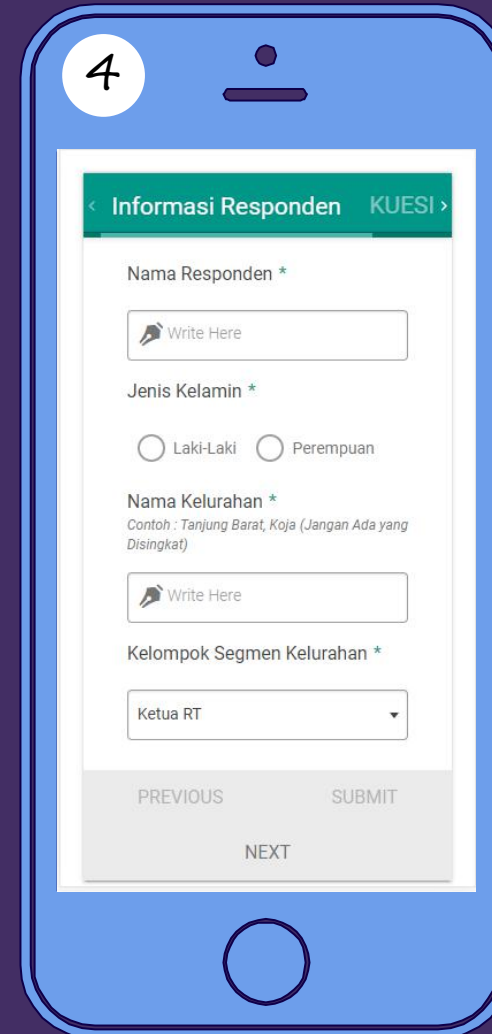 4
Informasi Responden KUESI
Nama Responden *
Write Here
Jenis Kelamin *
Laki-Laki Perempuan
Nama Kelurahan *
Contoh : Tanjung Barat, Koja (Jangan Ada yang
Disingkat)
Write Here
Kelompok Segmen Kelurahan *
Ketua RT
PREVIOUS SUBMIT
NEXT